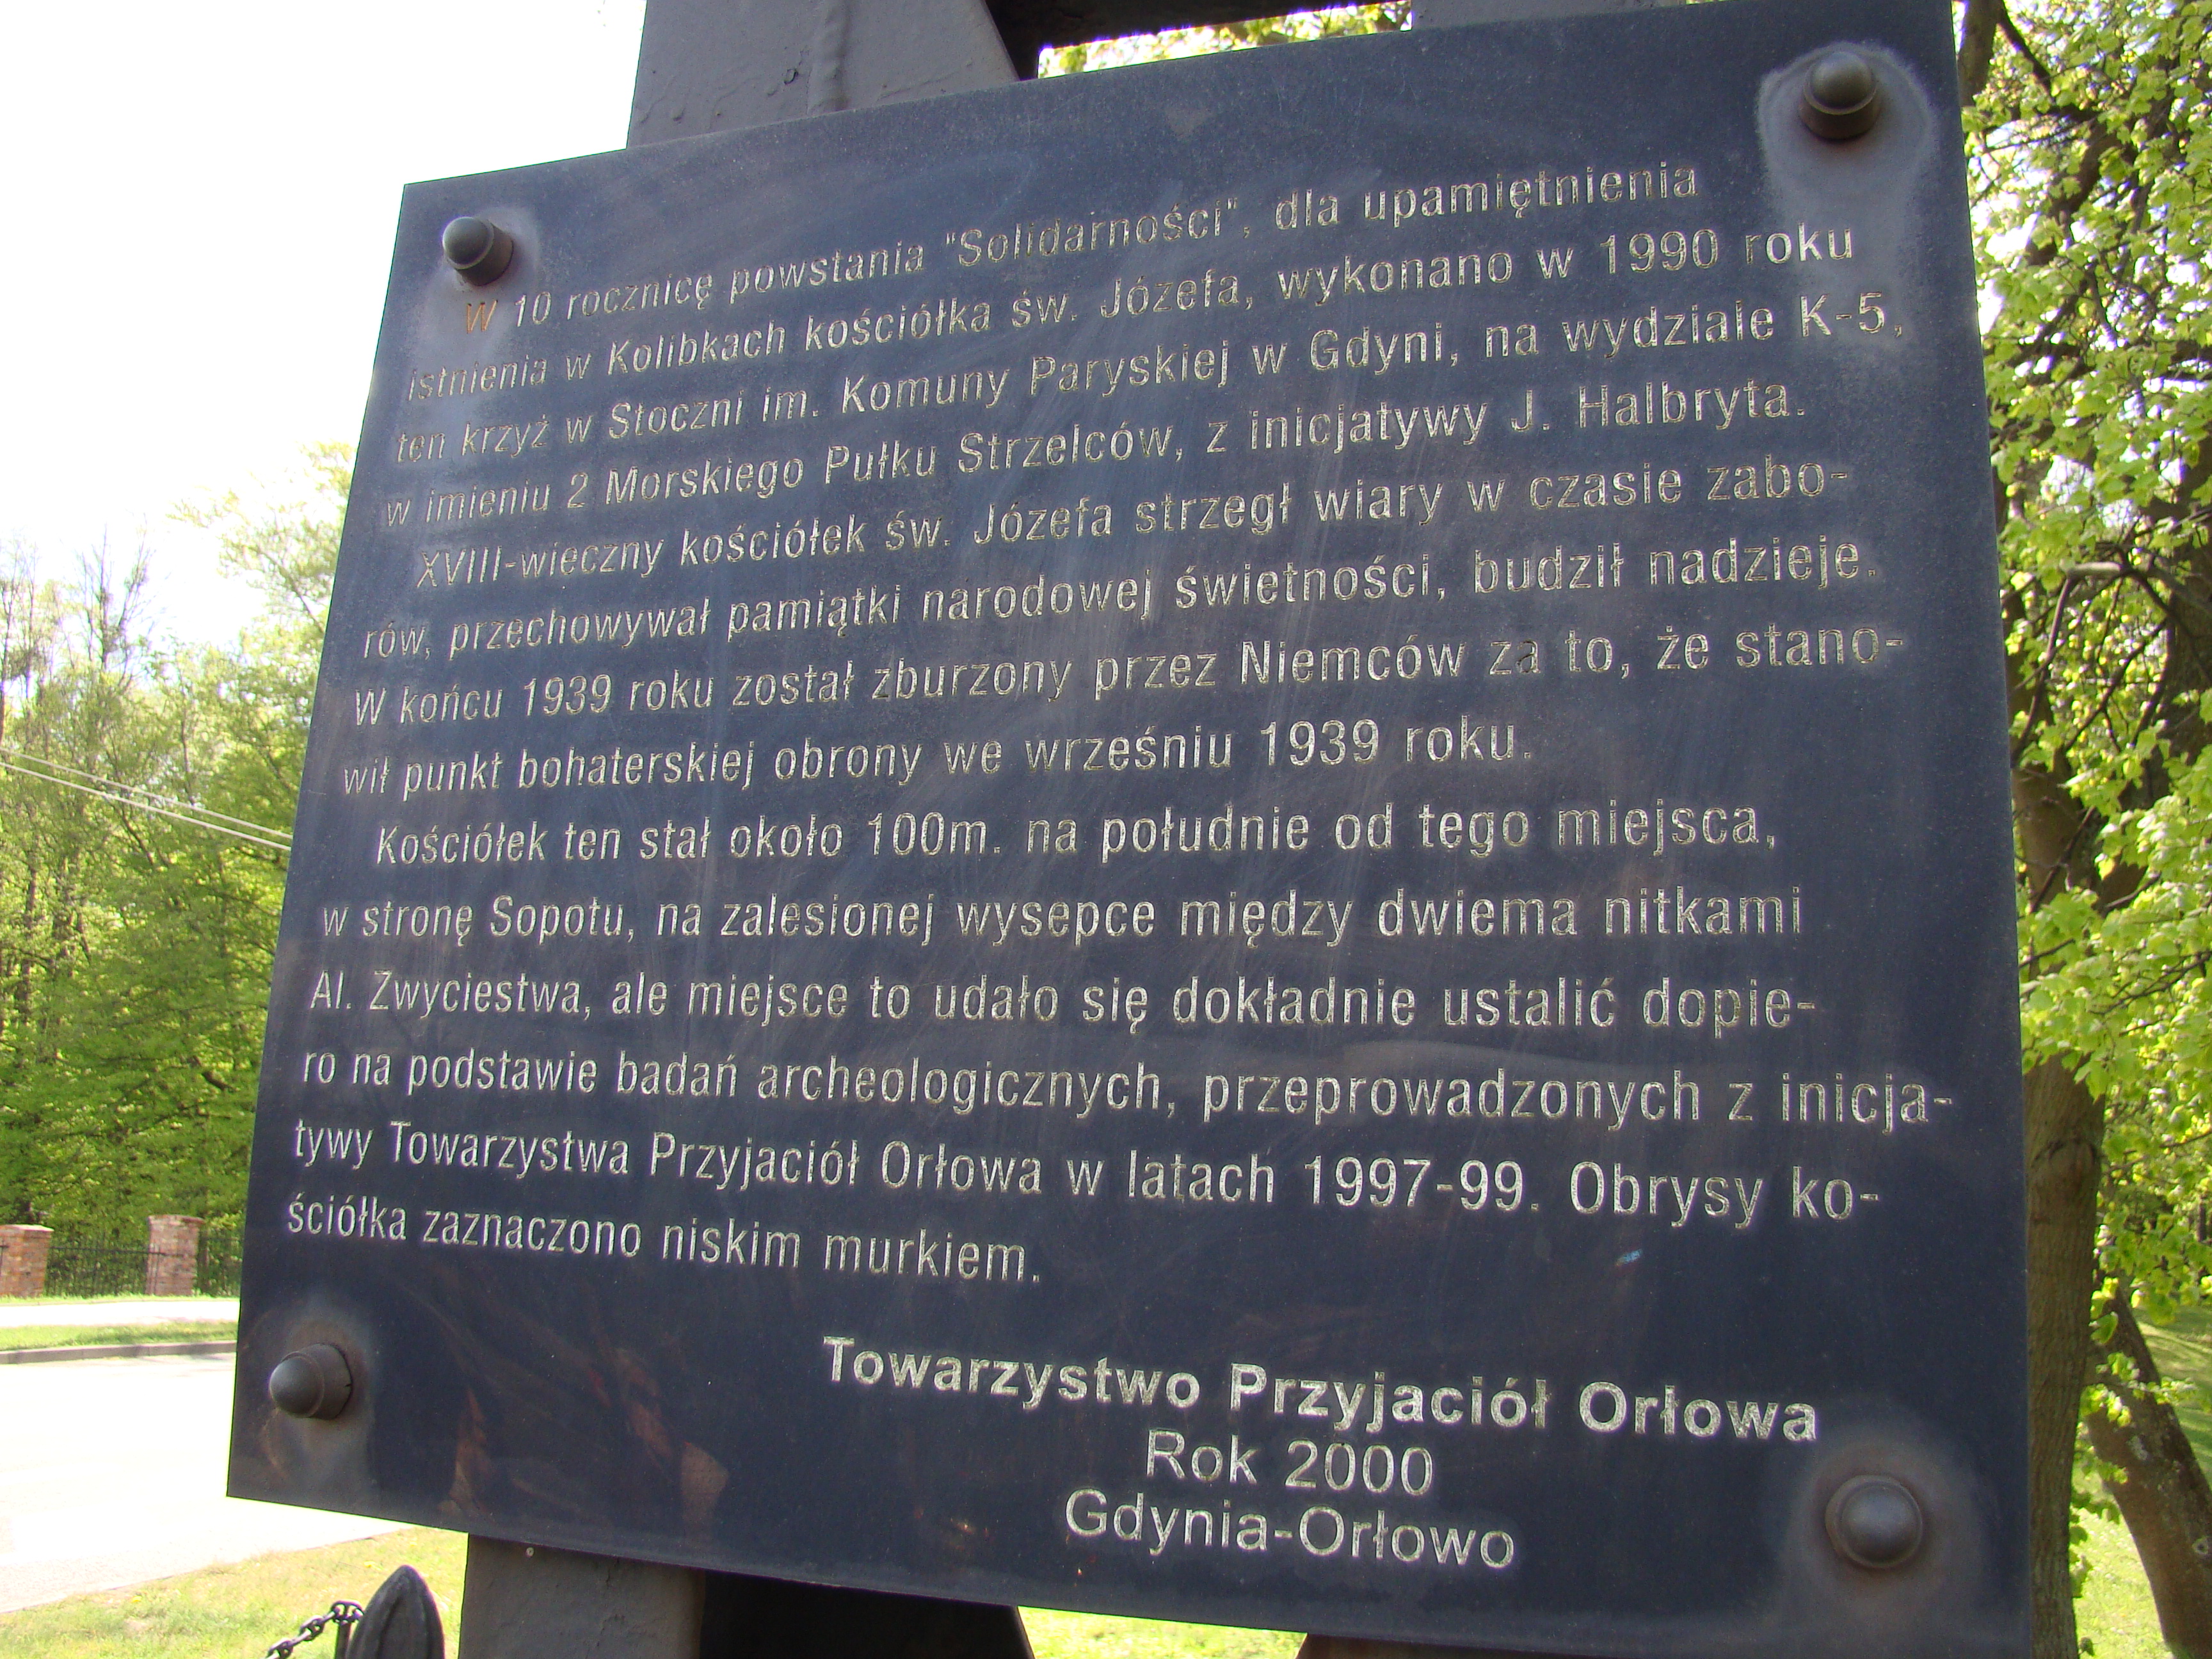 W 10 rocznicę powstania "Solidarności", dla upamiętnienia
istnienia w Kolibkach kościółka św. Józefa, wykonano w 1990 roku
ten krzyż w Stoczni im. Komuny Paryskiej w Gdyni, na wydziale K-5,
w imieniu 2 Morskiego Pułku Strzelców, z inicjatywy J. Halbryta.
XVIII-wieczny kościółek św. Józefa strzegł wiary w czasie zabo-
rów, przechowywał pamiątki narodowej świetności, budził nadzieje.
W końcu 1939 roku został zburzony przez Niemców za to, że stano-
wił punkt bohaterskiej obrony we wrześniu 1939 roku.
Kościółek ten stał około 100m. na południe od tego miejsca,
w stronę Sopotu, na zalesionej wysepce między dwiema nitkami
Al. Zwyciestwa, ale miejsce to udało się dokładnie ustalić dopie-
ro na podstawie badań archeologicznych, przeprowadzonych z inicja-
tywy Towarzystwa Przyjaciół Orłowa w latach 1997-99. Obrysy ko-
ściółka zaznaczono niskim murkiem.
Towarzystwo Przyjaciół Orłowa
Rok 2000
Gdynia-Orłowo